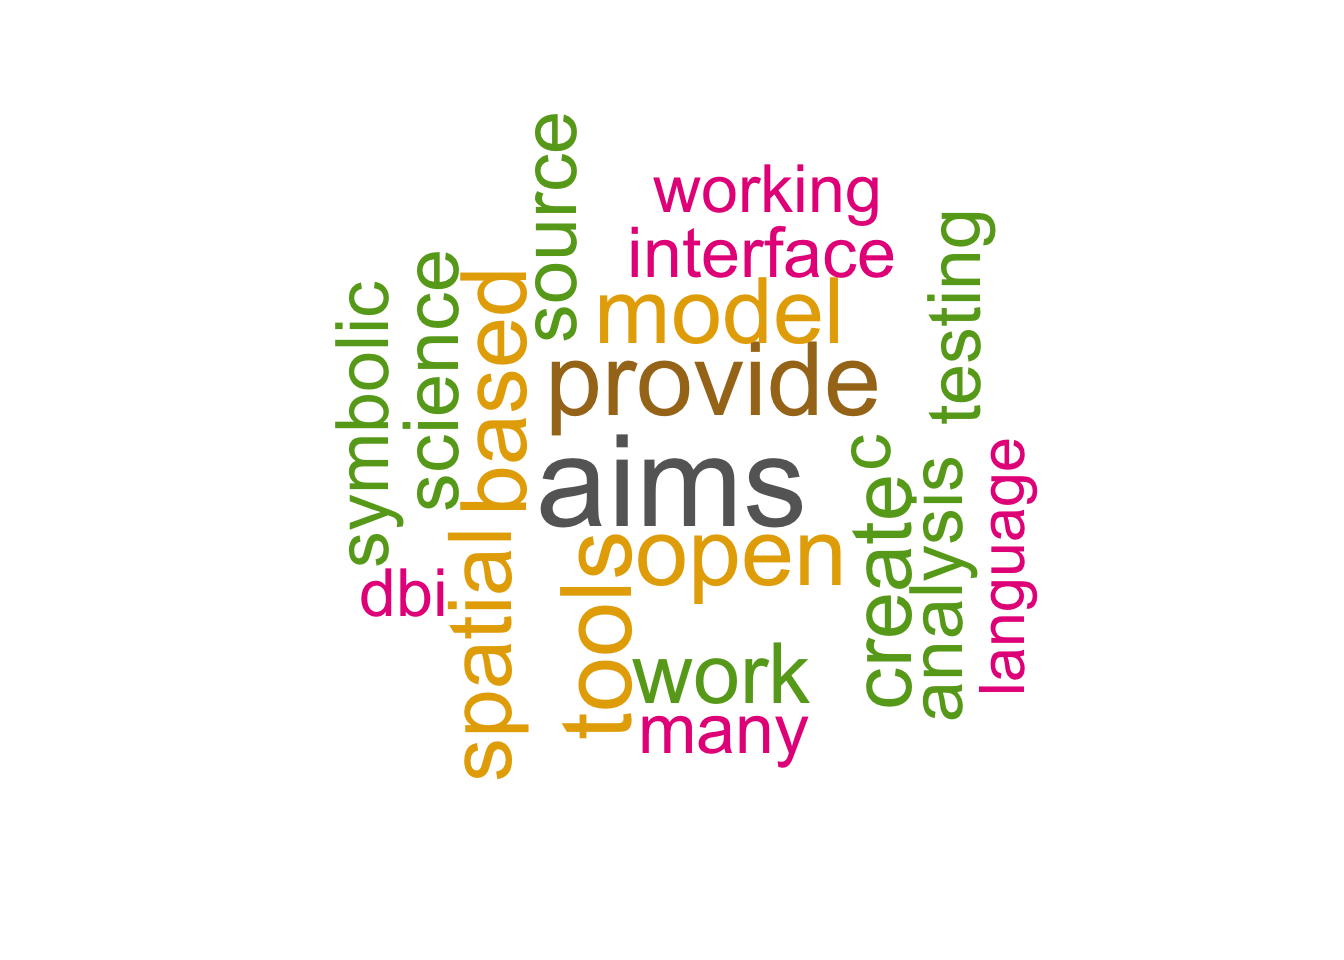 source
working
interface
testing
science
symbolic
based
model
provide
c
aims
language
analysis
create
open
tools
spatial
dbi
work
many